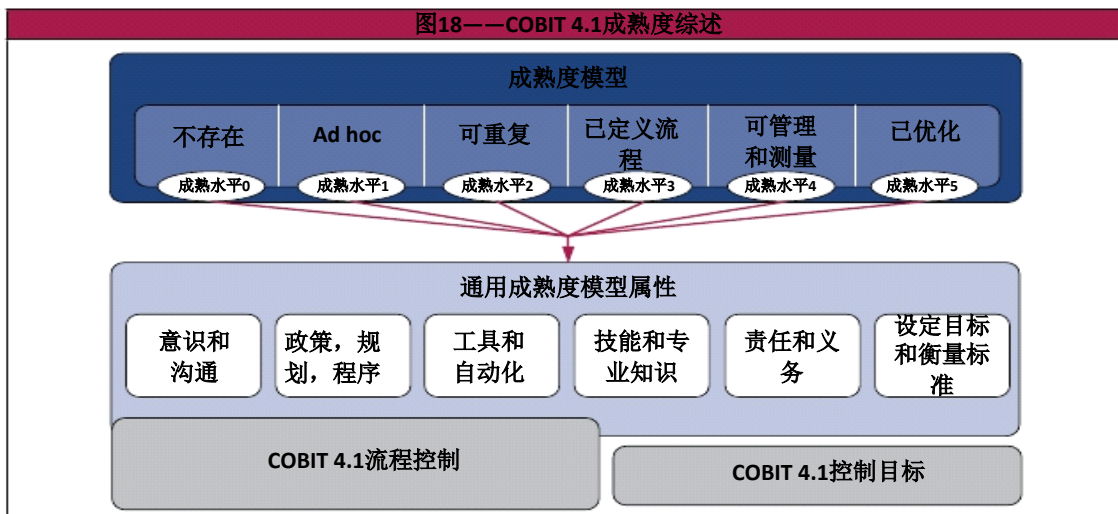 图18——COBIT 4.1成熟度综述
成熟度模型
不存在
Ad hoc
可重复
已定义流
程
可管理
和测量
已优化
成熟水平0
成熟水平1
成熟水平2
成熟水平3
成熟水平4
成熟水平5
通用成熟度模型属性
意识和
沟通
政策，规
划，程序
工具和
自动化
技能和专
业知识
责任和义
务
设定目标
和衡量标
准
COBIT 4.1流程控制
COBIT 4.1控制目标